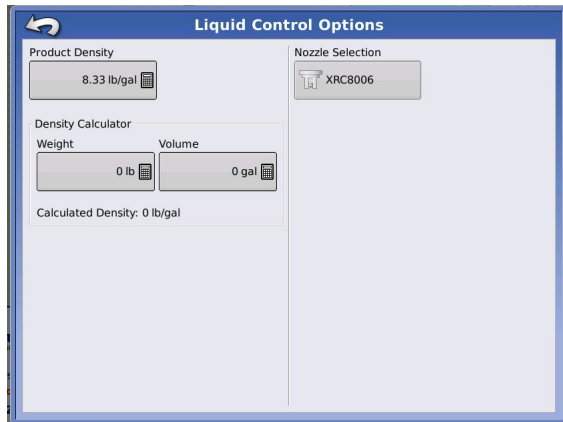 Liquid Control Options
Product Density
8.33 lb/gal
Density Calculator
Weight
Volume
0 lb
0 gal
Calculated Density: 0 lb/gal
Nozzle Selection
XRC8006